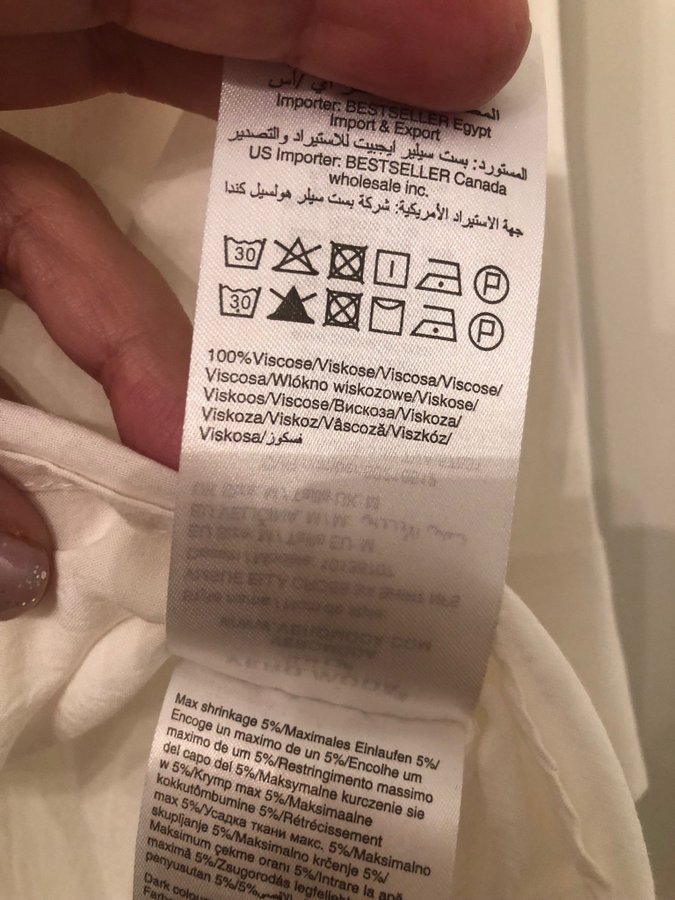 Importer: BESTSELLER Egypt
Import & Export
المستورد: بست سيلير ايجيبت للاستيراد والتصدير
US Importer: BESTSELLER Canada
wholesale inc.
جهة الاستيراد الأمريكية: شركة بست سيلر هولسيل كندا
30 P
30 P
100%Viscose/Viskose/Viscosa/Viscose/
Viscosa/Włókno wiskozowe/Viskose/
Viskoos/Viscose/Вискоза/Viskoza/
Viskoza/Viskoz/Vâscoză/Viszkóz/
Viskosa/فسكوز
Max shrinkage 5%/Maximales Einlaufen 5%/
Encoge un maximo de un 5%/Encolhe um
maximo de um 5%/Restringimento massimo
del capo del 5%/Maksymalne kurczenie sie
w 5%/Krymp max 5%/Maksimaalne
kokkutõmbumine 5%/Rétrécissement
max 5%/Усадка ткани макс. 5%/Maksimalno
skupljanje 5%/Maksimalno krčenje 5%/
Maksimum çekme oranı 5%/Intrare la apă
maximă 5%/Zsugorodás
penyusutan 5%/
Dark